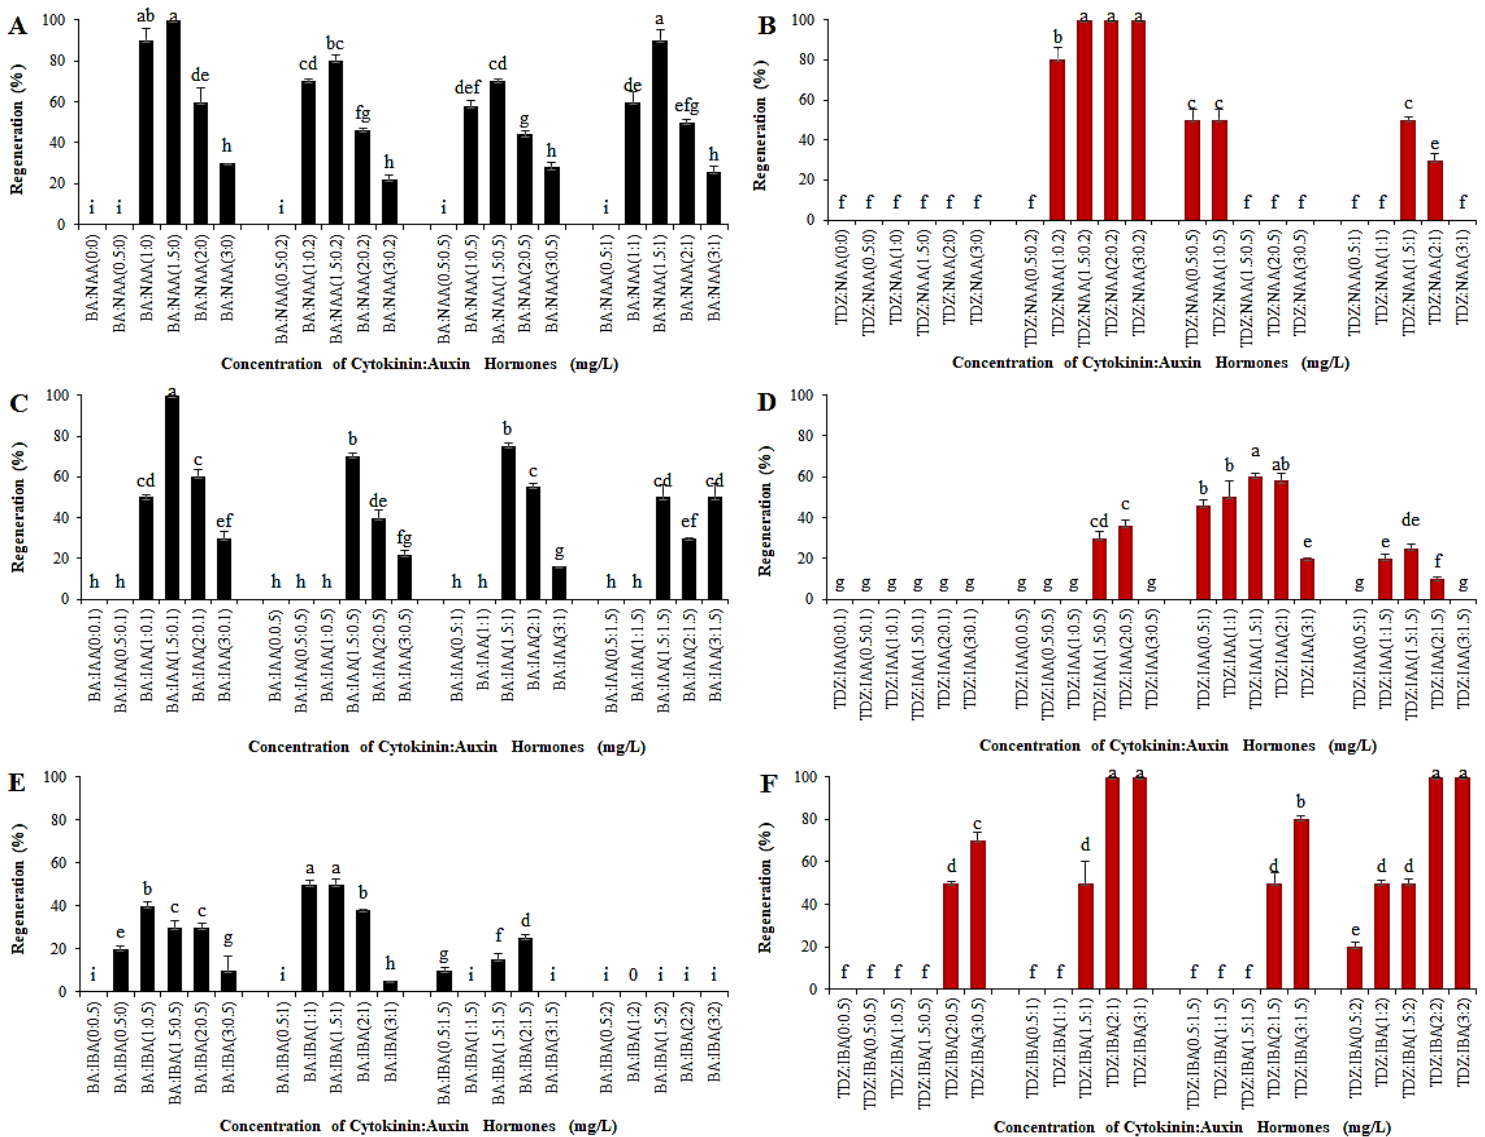 A
Regeneration (%)
100
80
60
40
20
0
i
i
ab
a
de
h
i
cd
bc
fg
h
i
def
cd
g
h
i
de
a
efg
h
BA:NAA(0:0)
BA:NAA(0.5:0)
BA:NAA(1:0)
BA:NAA(1.5:0)
BA:NAA(2:0)
BA:NAA(3:0)
BA:NAA(0.5:0.2)
BA:NAA(1:0.2)
BA:NAA(1.5:0.2)
BA:NAA(2:0.2)
BA:NAA(3:0.2)
BA:NAA(0.5:0.5)
BA:NAA(1:0.5)
BA:NAA(1.5:0.5)
BA:NAA(2:0.5)
BA:NAA(3:0.5)
BA:NAA(0.5:1)
BA:NAA(1:1)
BA:NAA(1.5:1)
BA:NAA(2:1)
BA:NAA(3:1)
Concentration of Cytokinin:Auxin Hormones (mg/L)
B
Regeneration (%)
100
80
60
40
20
0
f
f
f
f
f
f
f
b
a
a
a
c
c
f
f
f
f
f
c
e
f
TDZ:NAA(0:0)
TDZ:NAA(0.5:0)
TDZ:NAA(1:0)
TDZ:NAA(1.5:0)
TDZ:NAA(2:0)
TDZ:NAA(3:0)
TDZ:NAA(0.5:0.2)
TDZ:NAA(1:0.2)
TDZ:NAA(1.5:0.2)
TDZ:NAA(2:0.2)
TDZ:NAA(3:0.2)
TDZ:NAA(0.5:0.5)
TDZ:NAA(1:0.5)
TDZ:NAA(1.5:0.5)
TDZ:NAA(2:0.5)
TDZ:NAA(3:0.5)
TDZ:NAA(0.5:1)
TDZ:NAA(1:1)
TDZ:NAA(1.5:1)
TDZ:NAA(2:1)
TDZ:NAA(3:1)
Concentration of Cytokinin:Auxin Hormones (mg/L)
C
Regeneration (%)
100
80
60
40
20
0
h
h
cd
a
c
ef
h
h
h
b
de
fg
h
h
b
c
g
h
h
cd
ef
cd
BA:IAA(0:0.1)
BA:IAA(0.5:0.1)
BA:IAA(1:0.1)
BA:IAA(1.5:0.1)
BA:IAA(2:0.1)
BA:IAA(3:0.1)
BA:IAA(0:0.5)
BA:IAA(0.5:0.5)
BA:IAA(1:0.5)
BA:IAA(1.5:0.5)
BA:IAA(2:0.5)
BA:IAA(3:0.5)
BA:IAA(0.5:1)
BA:IAA(1:1)
BA:IAA(1.5:1)
BA:IAA(2:1)
BA:IAA(3:1)
BA:IAA(0.5:1.5)
BA:IAA(1:1.5)
BA:IAA(1.5:1.5)
BA:IAA(2:1.5)
BA:IAA(3:1.5)
Concentration of Cytokinin:Auxin Hormones (mg/L)
D
Regeneration (%)
100
80
60
40
20
0
g
g
g
g
g
g
g
g
g
cd
c
g
b
b
a
ab
e
g
e
de
f
g
TDZ:IAA(0:0.1)
TDZ:IAA(0.5:0.1)
TDZ:IAA(1:0.1)
TDZ:IAA(1.5:0.1)
TDZ:IAA(2:0.1)
TDZ:IAA(3:0.1)
TDZ:IAA(0:0.5)
TDZ:IAA(0.5:0.5)
TDZ:IAA(1:0.5)
TDZ:IAA(1.5:0.5)
TDZ:IAA(2:0.5)
TDZ:IAA(3:0.5)
TDZ:IAA(0.5:1)
TDZ:IAA(1:1)
TDZ:IAA(1.5:1)
TDZ:IAA(2:1)
TDZ:IAA(3:1)
TDZ:IAA(0.5:1)
TDZ:IAA(1:1.5)
TDZ:IAA(1.5:1.5)
TDZ:IAA(2:1.5)
TDZ:IAA(3:1.5)
Concentration of Cytokinin:Auxin Hormones (mg/L)
E
Regeneration (%)
100
80
60
40
20
0
i
e
b
c
c
g
i
a
a
b
h
g
i
f
d
i
i
0
i
i
i
BA:IBA(0:0.5)
BA:IBA(0.5:0)
BA:IBA(1:0.5)
BA:IBA(1.5:0.5)
BA:IBA(2:0.5)
BA:IBA(3:0.5)
BA:IBA(0.5:1)
BA:IBA(1:1)
BA:IBA(1.5:1)
BA:IBA(2:1)
BA:IBA(3:1)
BA:IBA(0.5:1.5)
BA:IBA(1:1.5)
BA:IBA(1.5:1.5)
BA:IBA(2:1.5)
BA:IBA(3:1.5)
BA:IBA(0.5:2)
BA:IBA(1:2)
BA:IBA(1.5:2)
BA:IBA(2:2)
BA:IBA(3:2)
Concentration of Cytokinin:Auxin Hormones (mg/L)
F
Regeneration (%)
100
80
60
40
20
0
f
f
f
f
d
c
f
f
d
a
a
f
f
f
d
b
e
d
d
a
a
TDZ:IBA(0:0.5)
TDZ:IBA(0.5:0.5)
TDZ:IBA(1:0.5)
TDZ:IBA(1.5:0.5)
TDZ:IBA(2:0.5)
TDZ:IBA(3:0.5)
TDZ:IBA(0.5:1)
TDZ:IBA(1:1)
TDZ:IBA(1.5:1)
TDZ:IBA(2:1)
TDZ:IBA(3:1)
TDZ:IBA(0.5:1.5)
TDZ:IBA(1:1.5)
TDZ:IBA(1.5:1.5)
TDZ:IBA(2:1.5)
TDZ:IBA(3:1.5)
TDZ:IBA(0.5:2)
TDZ:IBA(1:2)
TDZ:IBA(1.5:2)
TDZ:IBA(2:2)
TDZ:IBA(3:2)
Concentration of Cytokinin:Auxin Hormones (mg/L)